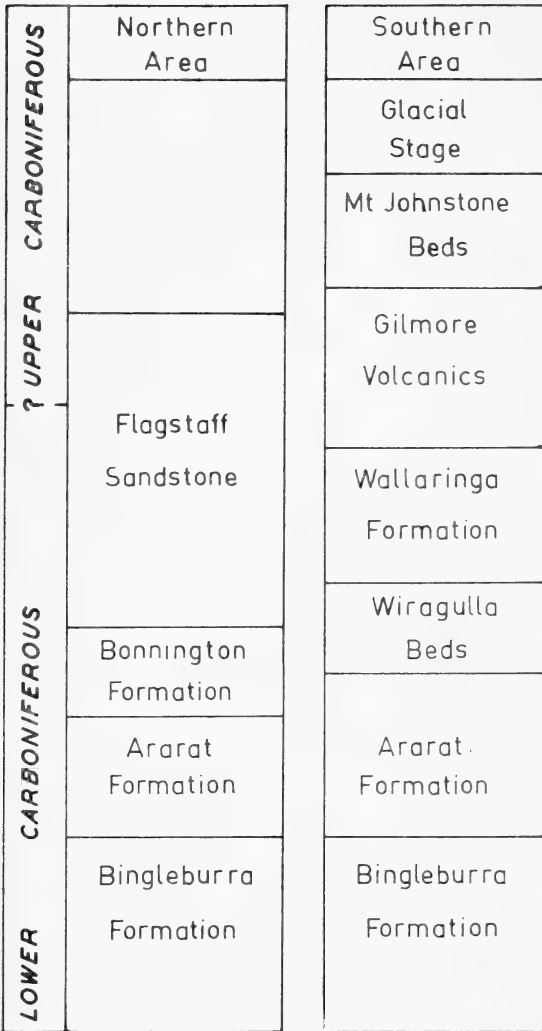 UPPER CARBONIFEROUS
?
LOWER CARBONIFEROUS
Northern
Area
Flagstaff
Sandstone
Bonnington
Formation
Ararat
Formation
Bingleburra
Formation
Southern
Area
Glacial
Stage
Mt Johnstone
Beds
Gilmore
Volcanics
Wallaringa
Formation
Wiragulla
Beds
Ararat.
Formation
Bingleburra
Formation